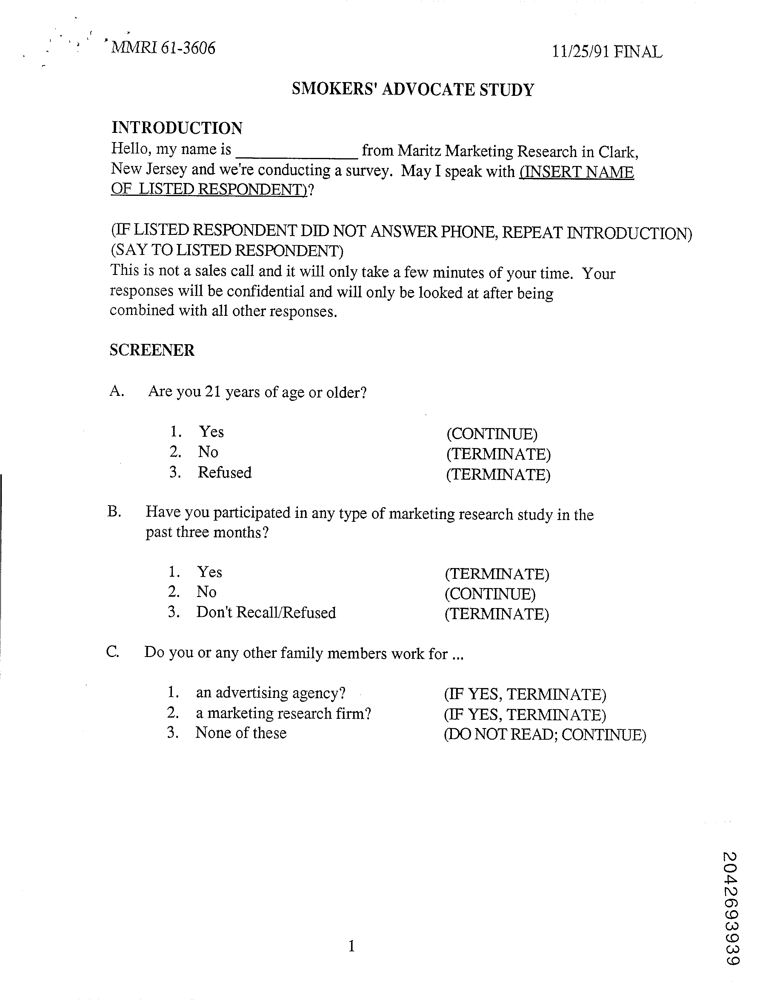 MMRI 61-3606
11/25/91 FINAL
SMOKERS' ADVOCATE STUDY
INTRODUCTION
Hello, my name is ________________ from Maritz Marketing Research in Clark,
New Jersey and we're conducting a survey. May I speak with (INSERT NAME
OF LISTED RESPONDENT)?
(IF LISTED RESPONDENT DID NOT ANSWER PHONE, REPEAT INTRODUCTION)
(SAY TO LISTED RESPONDENT)
This is not a sales call and it will only take a few minutes of your time. Your
responses will be confidential and will only be looked at after being
combined with all other responses.
SCREENER
A. Are you 21 years of age or older?
1. Yes (CONTINUE)
2. No (TERMINATE)
3. Refused (TERMINATE)
B. Have you participated in any type of marketing research study in the
past three months?
1. Yes (TERMINATE)
2. No (CONTINUE)
3. Don't Recall/Refused (TERMINATE)
C. Do you or any other family members work for ...
1. an advertising agency? (IF YES, TERMINATE)
2. a marketing research firm? (IF YES, TERMINATE)
3. None of these (DO NOT READ; CONTINUE)
1
2042693939